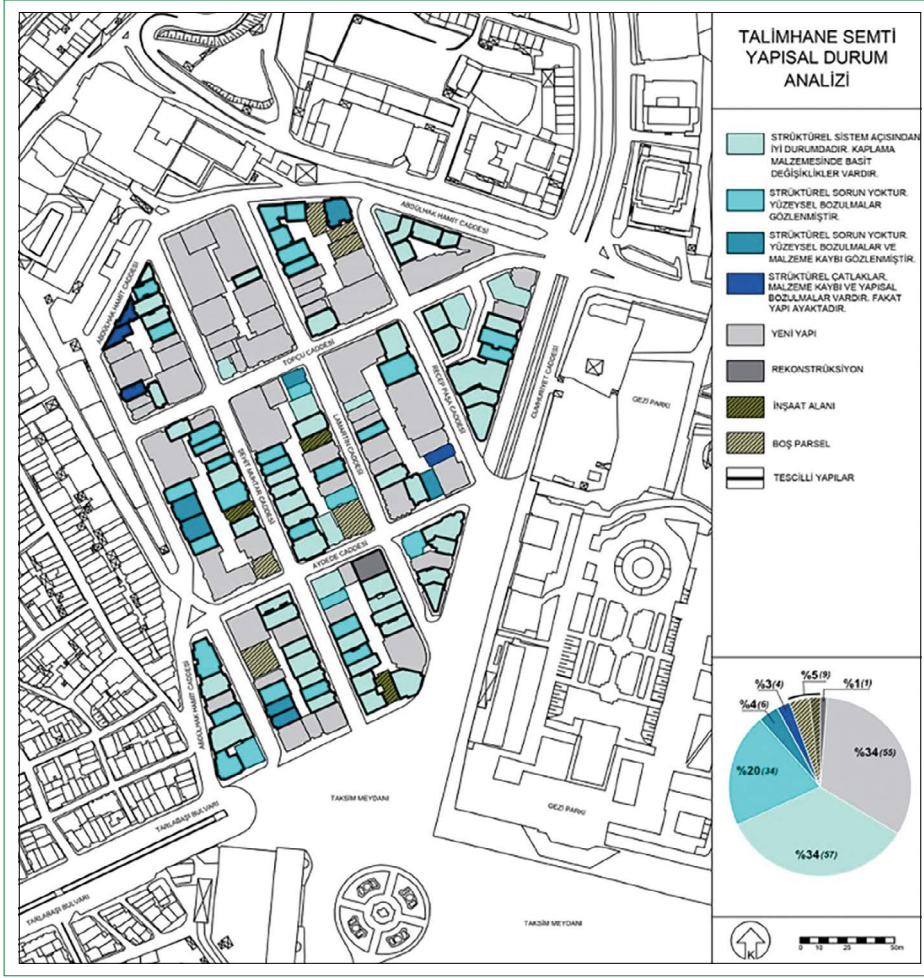 TALİMHANE SEMTİ
YAPISAL DURUM
ANALİZİ
STRÜKTÜREL SİSTEM AÇISINDAN
İYİ DURUMDADIR. KAPLAMA
MALZEMESİNDE BASİT
DEĞİŞİKLİKLER VARDIR.
STRÜKTÜREL SORUN YOKTUR.
YÜZEYSEL BOZULMALAR
GÖZLENMİŞTİR.
STRÜKTÜREL SORUN YOKTUR.
YÜZEYSEL BOZULMALAR VE
MALZEME KAYBI GÖZLENMİŞTİR.
STRÜKTÜREL ÇATLAKLAR,
MALZEME KAYBI VE YAPISAL
BOZULMALAR VARDIR. FAKAT
YAPI AYAKTADIR.
YENİ YAPI
REKONSTRÜKSİYON
İNŞAAT ALANI
BOŞ PARSEL
TESCİLLİ YAPILAR
ABDÜLHAK HAMİT CADDESİ
ABDÜLHAK HAMİT CADDESİ
TOPÇU CADDESİ
RECEP PAŞA CADDESİ
CUMHURİYET CADDESİ
GEZİ PARKI
LAMARTİN CADDESİ
ŞEHİT MUHTAR CADDESİ
AYDEDE CADDESİ
ABDÜLHAK HAMİT CADDESİ
TAKSİM MEYDANI
GEZİ PARKI
TARLABAŞI BULVARI
TARLABAŞI BULVARI
TAKSİM MEYDANI
%5(9)
%3(4)
%1(1)
%4(6)
%34(55)
%20(34)
%34(57)
K
0 10 25 50m